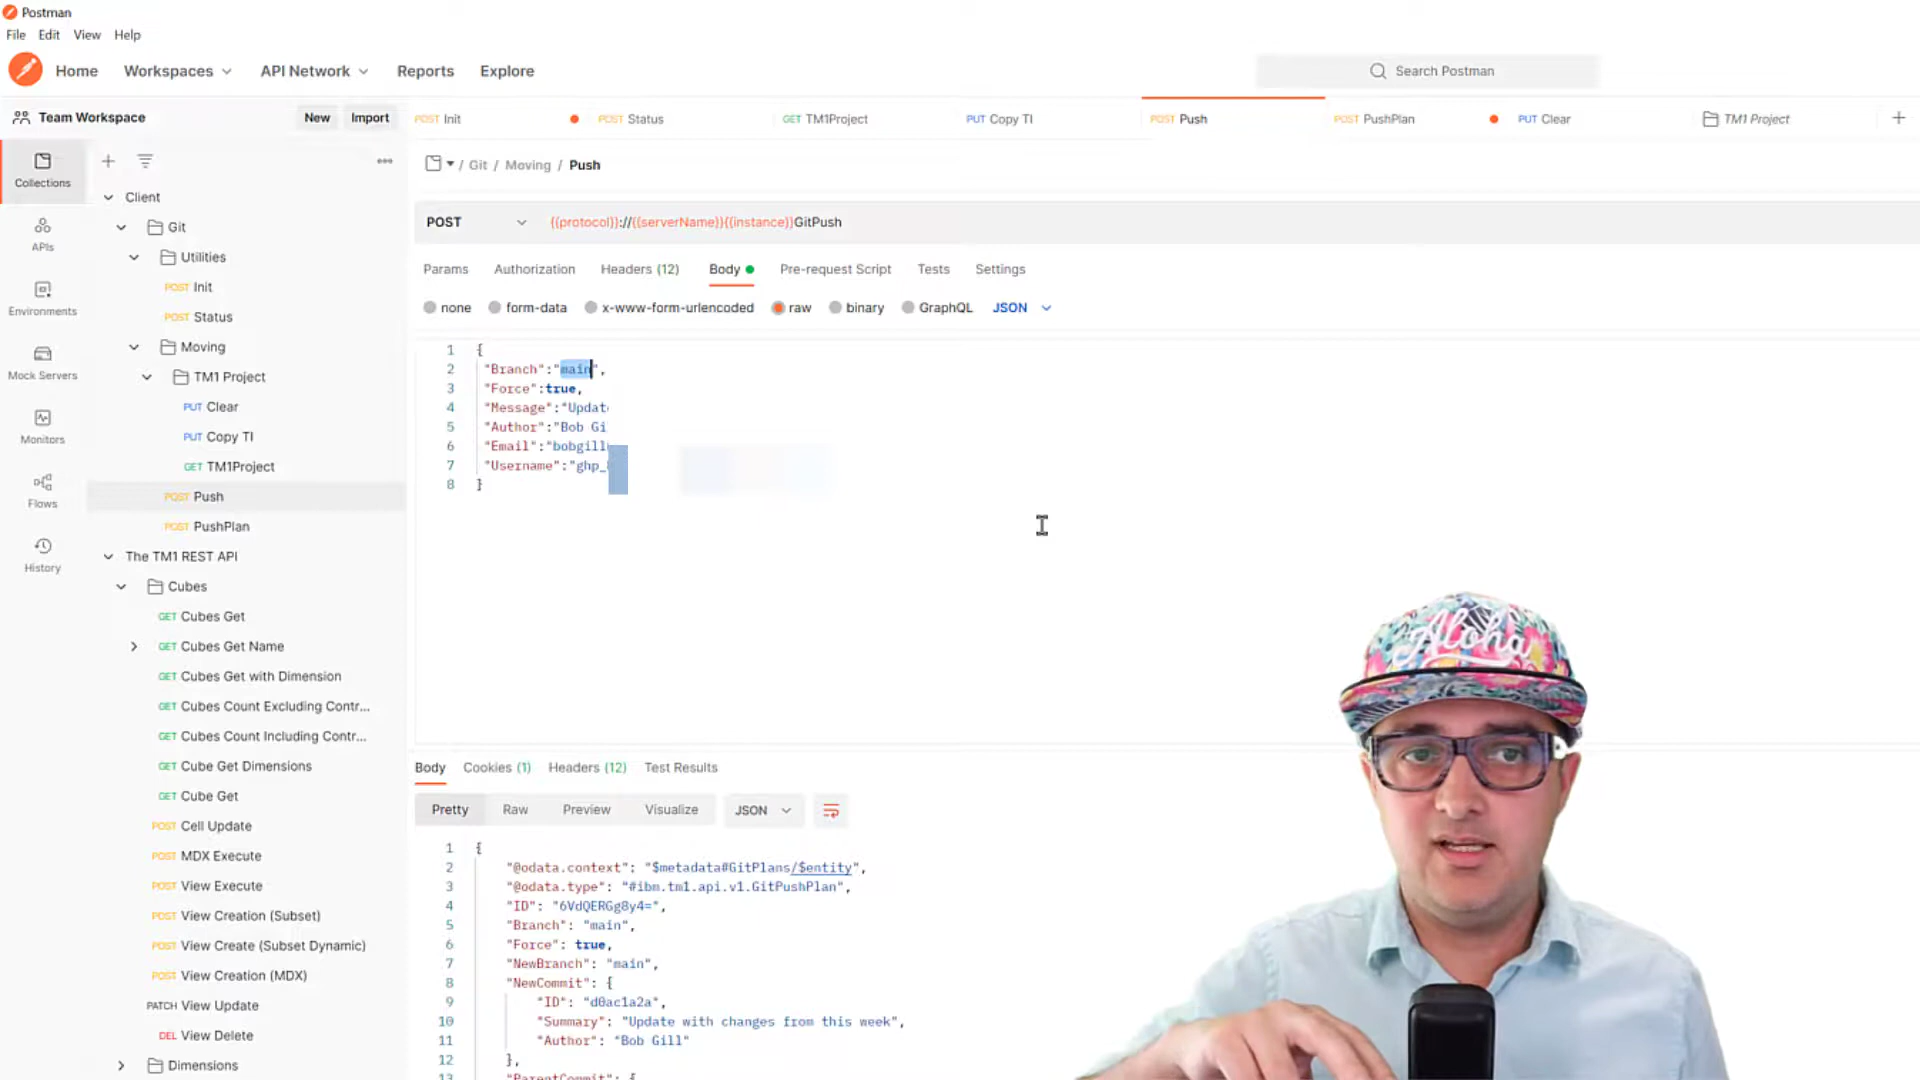 Postman
File Edit View Help
Home Workspaces API Network Reports Explore Search Postman
Team Workspace New Import
POST Init POST Status GET TM1Project PUT Copy TI POST Push POST PushPlan PUT Clear TM1 Project
/ Git / Moving / Push
POST {{protocol}}://{{serverName}}{{instance}}GitPush
Params Authorization Headers (12) Body Pre-request Script Tests Settings
none form-data x-www-form-urlencoded raw binary GraphQL JSON
Collections
APIs
Environments
Mock Servers
Monitors
Flows
History
Client
Git
Utilities
POST Init
POST Status
Moving
TM1 Project
PUT Clear
PUT Copy TI
GET TM1Project
POST Push
POST PushPlan
The TM1 REST API
Cubes
GET Cubes Get
GET Cubes Get Name
GET Cubes Get with Dimension
GET Cubes Count Excluding Contr...
GET Cubes Count Including Contr...
GET Cube Get Dimensions
GET Cube Get
POST Cell Update
POST MDX Execute
POST View Execute
POST View Creation (Subset)
POST View Create (Subset Dynamic)
POST View Creation (MDX)
PATCH View Update
DEL View Delete
Dimensions
1 {
2 "Branch":"main",
3 "Force":true,
4 "Message":"Updat
5 "Author":"Bob Gi
6 "Email":"bobgill
7 "Username":"ghp_
8 }
Body Cookies (1) Headers (12) Test Results
Pretty Raw Preview Visualize JSON
1 {
2 "@odata.context": "$metadata#GitPlans/$entity",
3 "@odata.type": "#ibm.tm1.api.v1.GitPushPlan",
4 "ID": "6VdQERGg8y4=",
5 "Branch": "main",
6 "Force": true,
7 "NewBranch": "main",
8 "NewCommit": {
9 "ID": "d0ac1a2a",
10 "Summary": "Update with changes from this week",
11 "Author": "Bob Gill"
12 },
13 "ParentCommit": {
Aloha